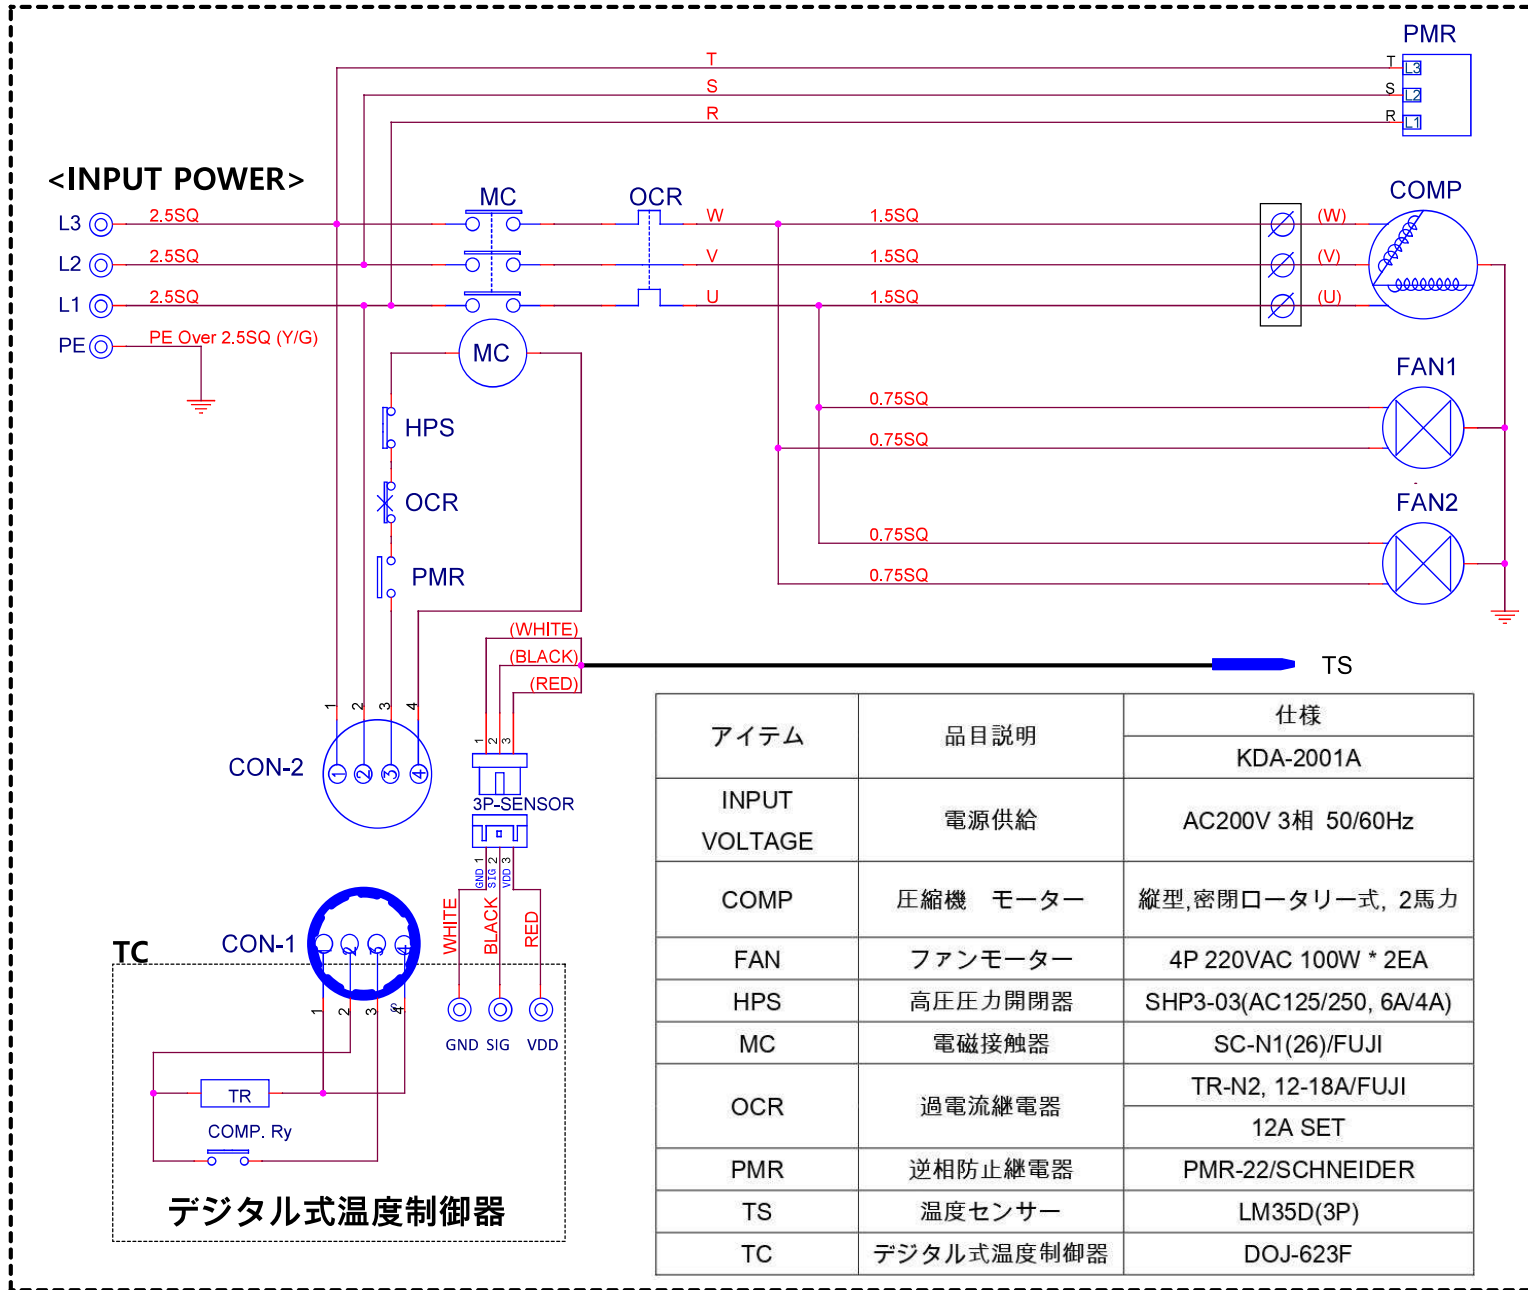 PMR
T
T L3
S
S L2
R
R L1
<INPUT POWER>
MC
OCR
COMP
L3
2.5SQ
W
1.5SQ
(W)
L2
2.5SQ
V
1.5SQ
(V)
L1
2.5SQ
U
1.5SQ
(U)
PE
PE Over 2.5SQ (Y/G)
MC
FAN1
0.75SQ
HPS
0.75SQ
OCR
FAN2
0.75SQ
PMR
0.75SQ
(WHITE)
(BLACK)
(RED)
TS
1 2 3 4
1 2 3
CON-2
1 2 3 4
3P-SENSOR
GND 1
SIG 2
VDD 3
WHITE
BLACK
RED
TC
CON-1
1 2 3 4
1 2 3 4
GND SIG VDD
TR
COMP. Ry
デジタル式温度制御器
アイテム 品目説明 仕様
KDA-2001A
INPUT
VOLTAGE
電源供給
AC200V 3相 50/60Hz
COMP 圧縮機 モーター 縦型,密閉ロータリー式, 2馬力
FAN ファンモーター 4P 220VAC 100W * 2EA
HPS 高圧圧力開閉器 SHP3-03(AC125/250, 6A/4A)
MC 電磁接触器 SC-N1(26)/FUJI
OCR 過電流継電器 TR-N2, 12-18A/FUJI
12A SET
PMR 逆相防止継電器 PMR-22/SCHNEIDER
TS 温度センサー LM35D(3P)
TC デジタル式温度制御器 DOJ-623F